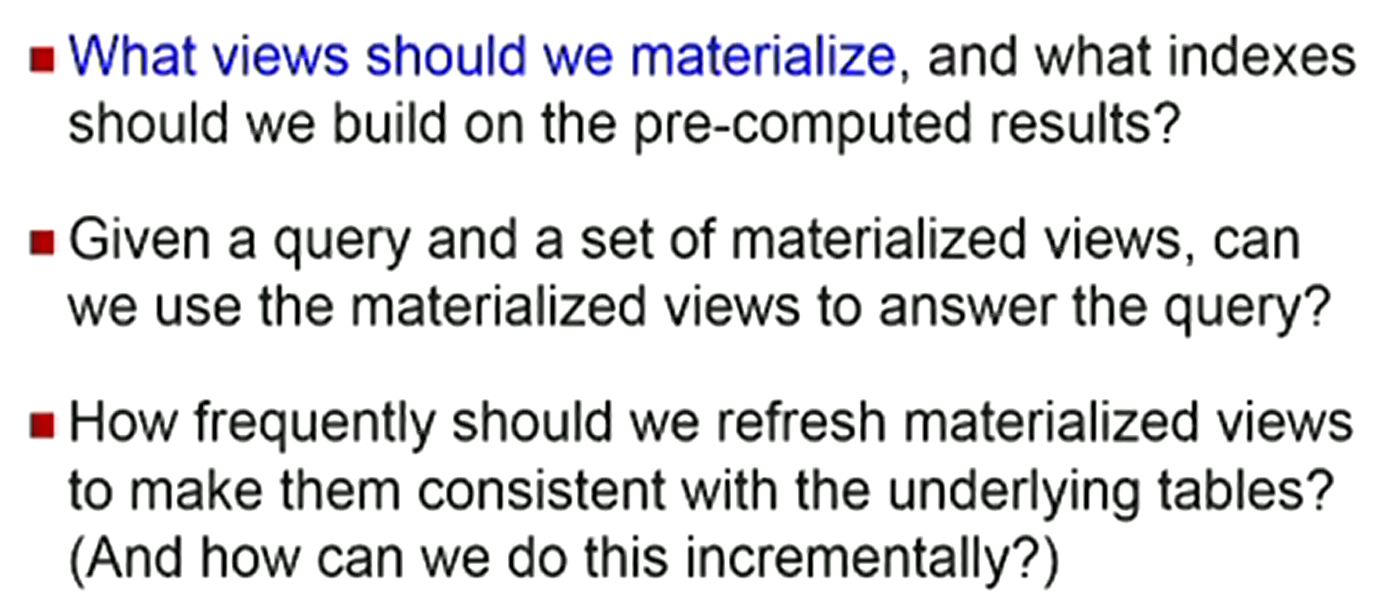 What views should we materialize, and what indexes
should we build on the pre-computed results?
Given a query and a set of materialized views, can
we use the materialized views to answer the query?
How frequently should we refresh materialized views
to make them consistent with the underlying tables?
(And how can we do this incrementally?)